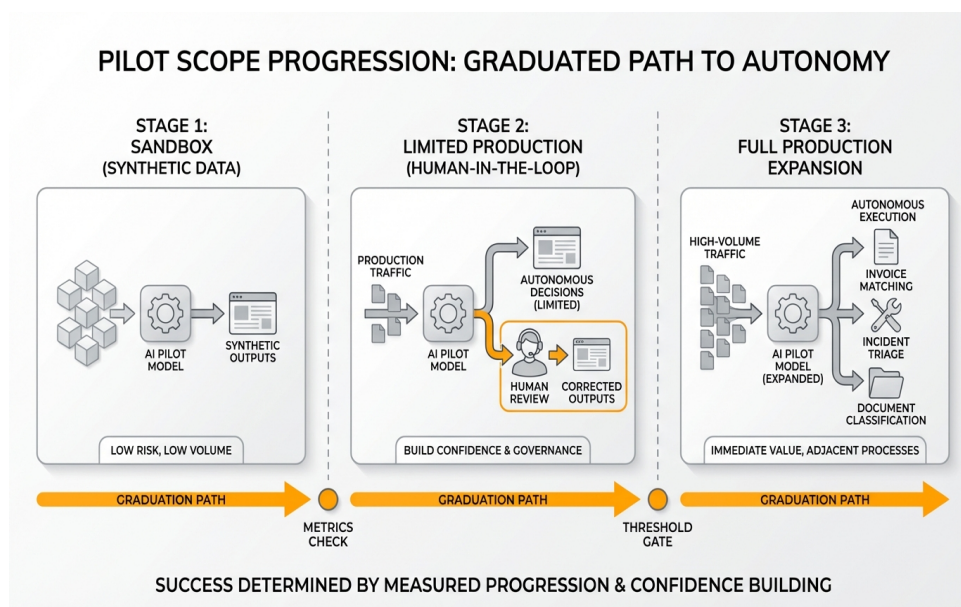 PILOT SCOPE PROGRESSION: GRADUATED PATH TO AUTONOMY
STAGE 1:
SANDBOX
(SYNTHETIC DATA)
AI PILOT
MODEL
SYNTHETIC
OUTPUTS
LOW RISK, LOW VOLUME
STAGE 2:
LIMITED PRODUCTION
(HUMAN-IN-THE-LOOP)
PRODUCTION
TRAFFIC
AI PILOT
MODEL
AUTONOMOUS
DECISIONS
(LIMITED)
HUMAN
REVIEW
CORRECTED
OUTPUTS
BUILD CONFIDENCE & GOVERNANCE
STAGE 3:
FULL PRODUCTION
EXPANSION
HIGH-VOLUME
TRAFFIC
AI PILOT
MODEL
(EXPANDED)
AUTONOMOUS
EXECUTION
INVOICE
MATCHING
INCIDENT
TRIAGE
DOCUMENT
CLASSIFICATION
IMMEDIATE VALUE, ADJACENT PROCESSES
GRADUATION PATH
METRICS
CHECK
GRADUATION PATH
THRESHOLD
GATE
GRADUATION PATH
SUCCESS DETERMINED BY MEASURED PROGRESSION & CONFIDENCE BUILDING